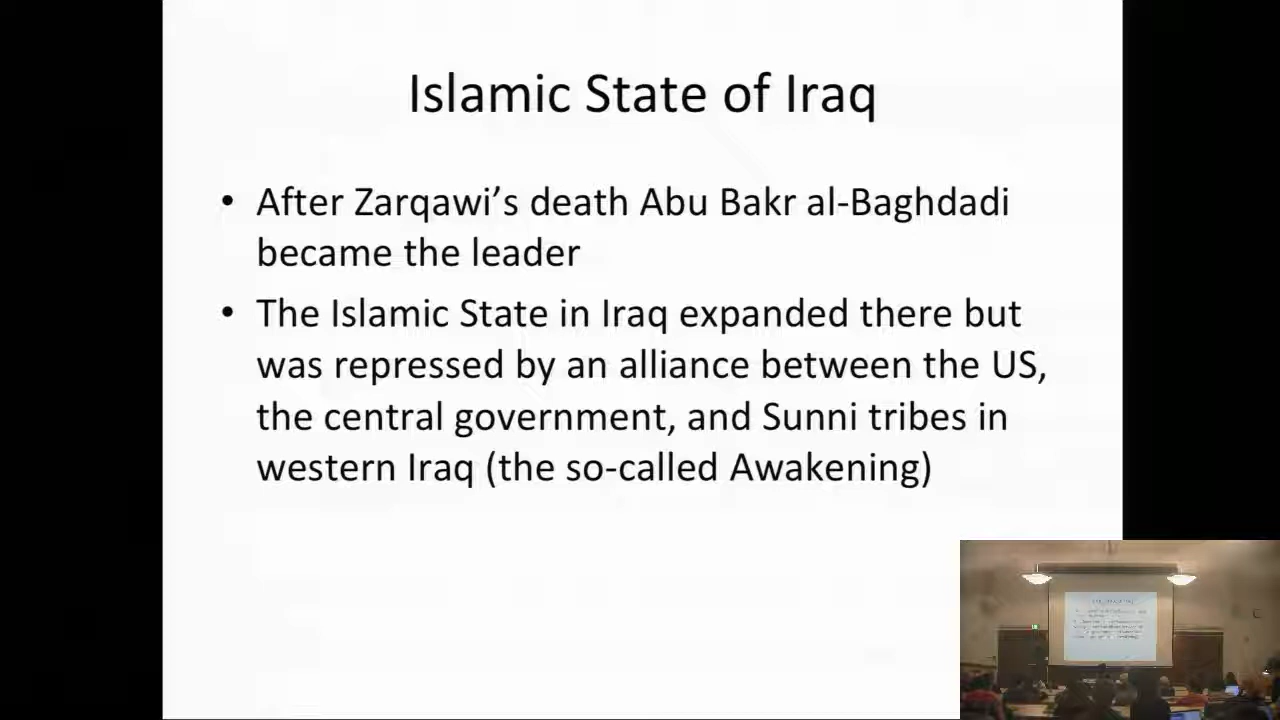 Islamic State of Iraq
• After Zarqawi’s death Abu Bakr al-Baghdadi
became the leader
• The Islamic State in Iraq expanded there but
was repressed by an alliance between the US,
the central government, and Sunni tribes in
western Iraq (the so-called Awakening)